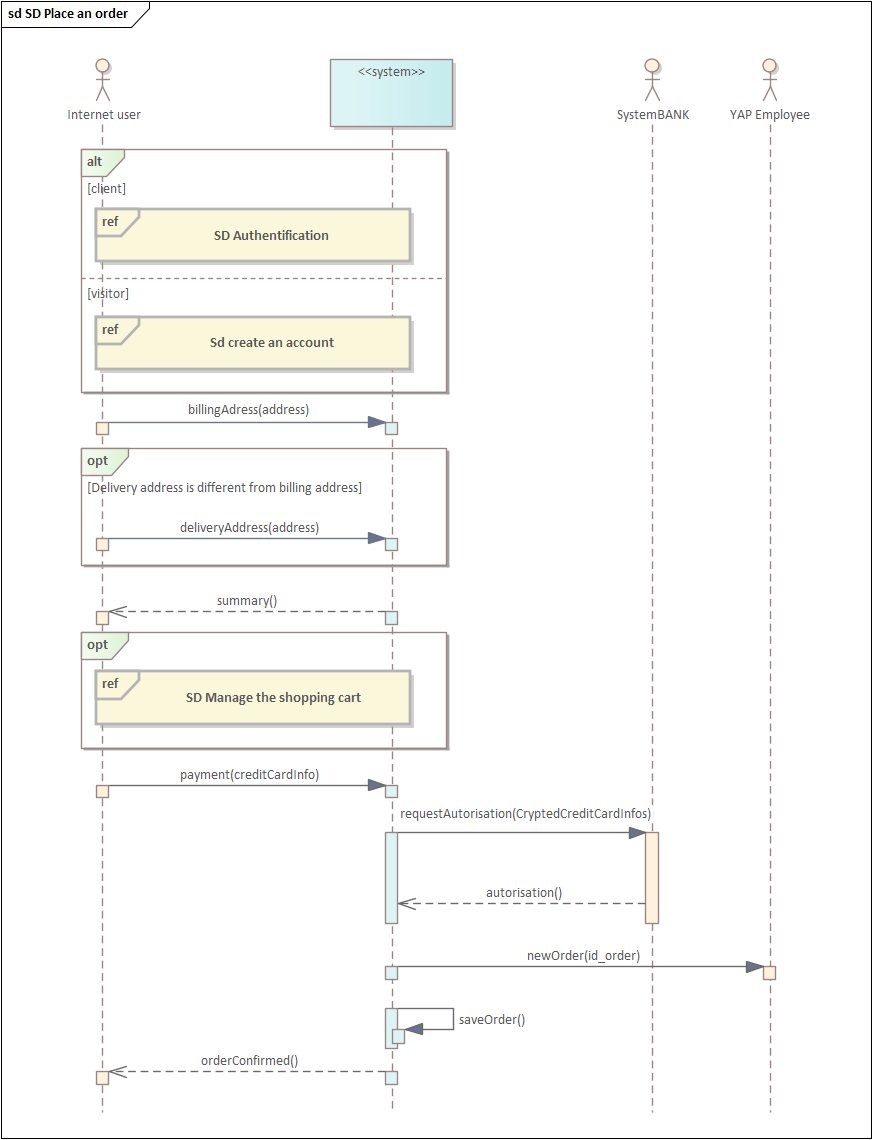 sd SD Place an order
<<system>>
Internet user
SystemBANK
YAP Employee
alt
[client]
ref
SD Authentification
[visitor]
ref
Sd create an account
billingAdress(address)
opt
[Delivery address is different from billing address]
deliveryAddress(address)
summary()
opt
ref
SD Manage the shopping cart
payment(creditCardInfo)
requestAutorisation(CryptedCreditCardInfos)
autorisation()
newOrder(id_order)
saveOrder()
orderConfirmed()